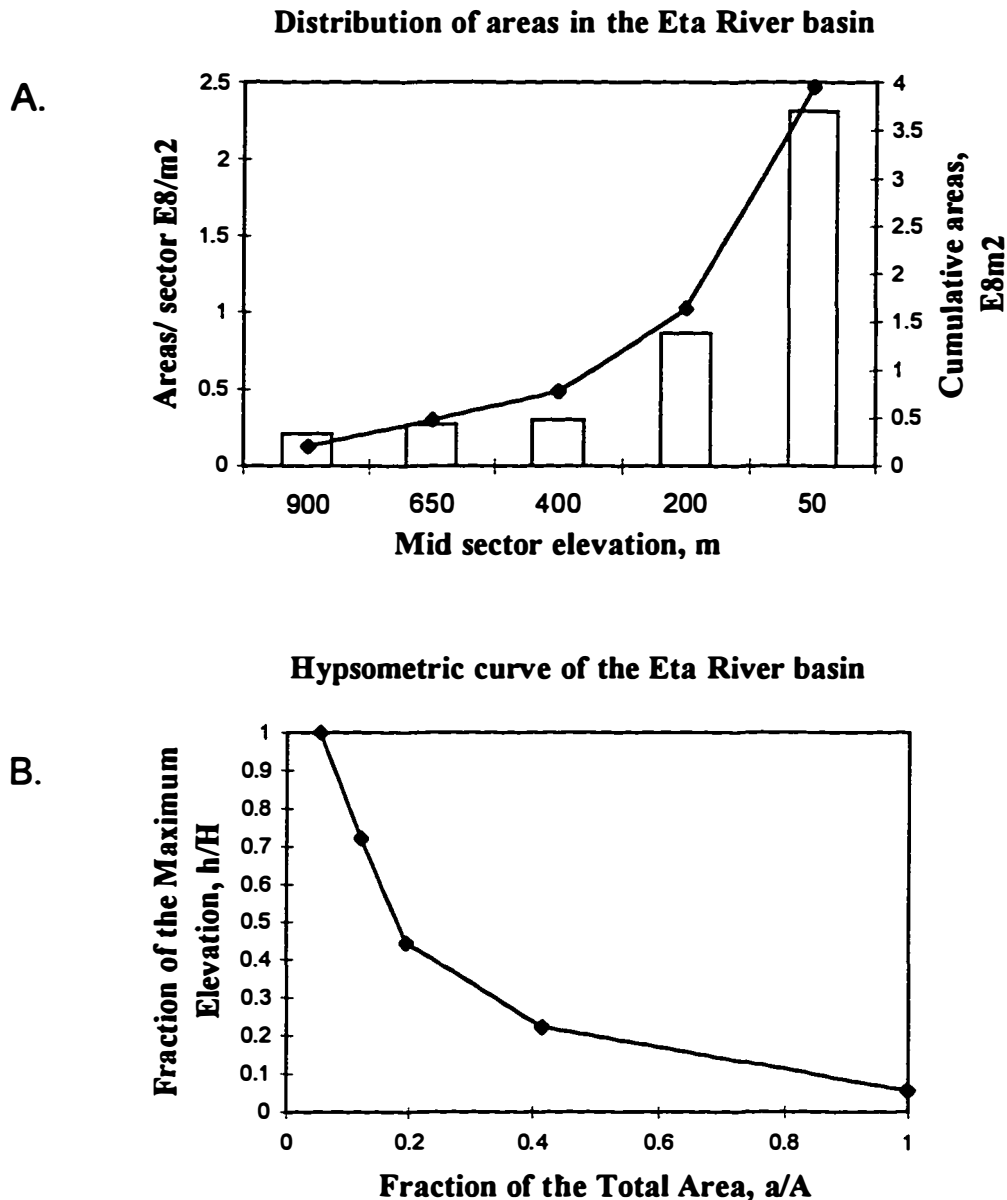 Distribution of areas in the Eta River basin
A.
Areas/ sector E8/m2
2.5
2
1.5
1
0.5
0
4
3.5
3
2.5
2
1.5
1
0.5
0
Cumulative areas,
E8m2
900 650 400 200 50
Mid sector elevation, m
Hypsometric curve of the Eta River basin
B.
Fraction of the Maximum
Elevation, h/H
1
0.9
0.8
0.7
0.6
0.5
0.4
0.3
0.2
0.1
0
0 0.2 0.4 0.6 0.8 1
Fraction of the Total Area, a/A